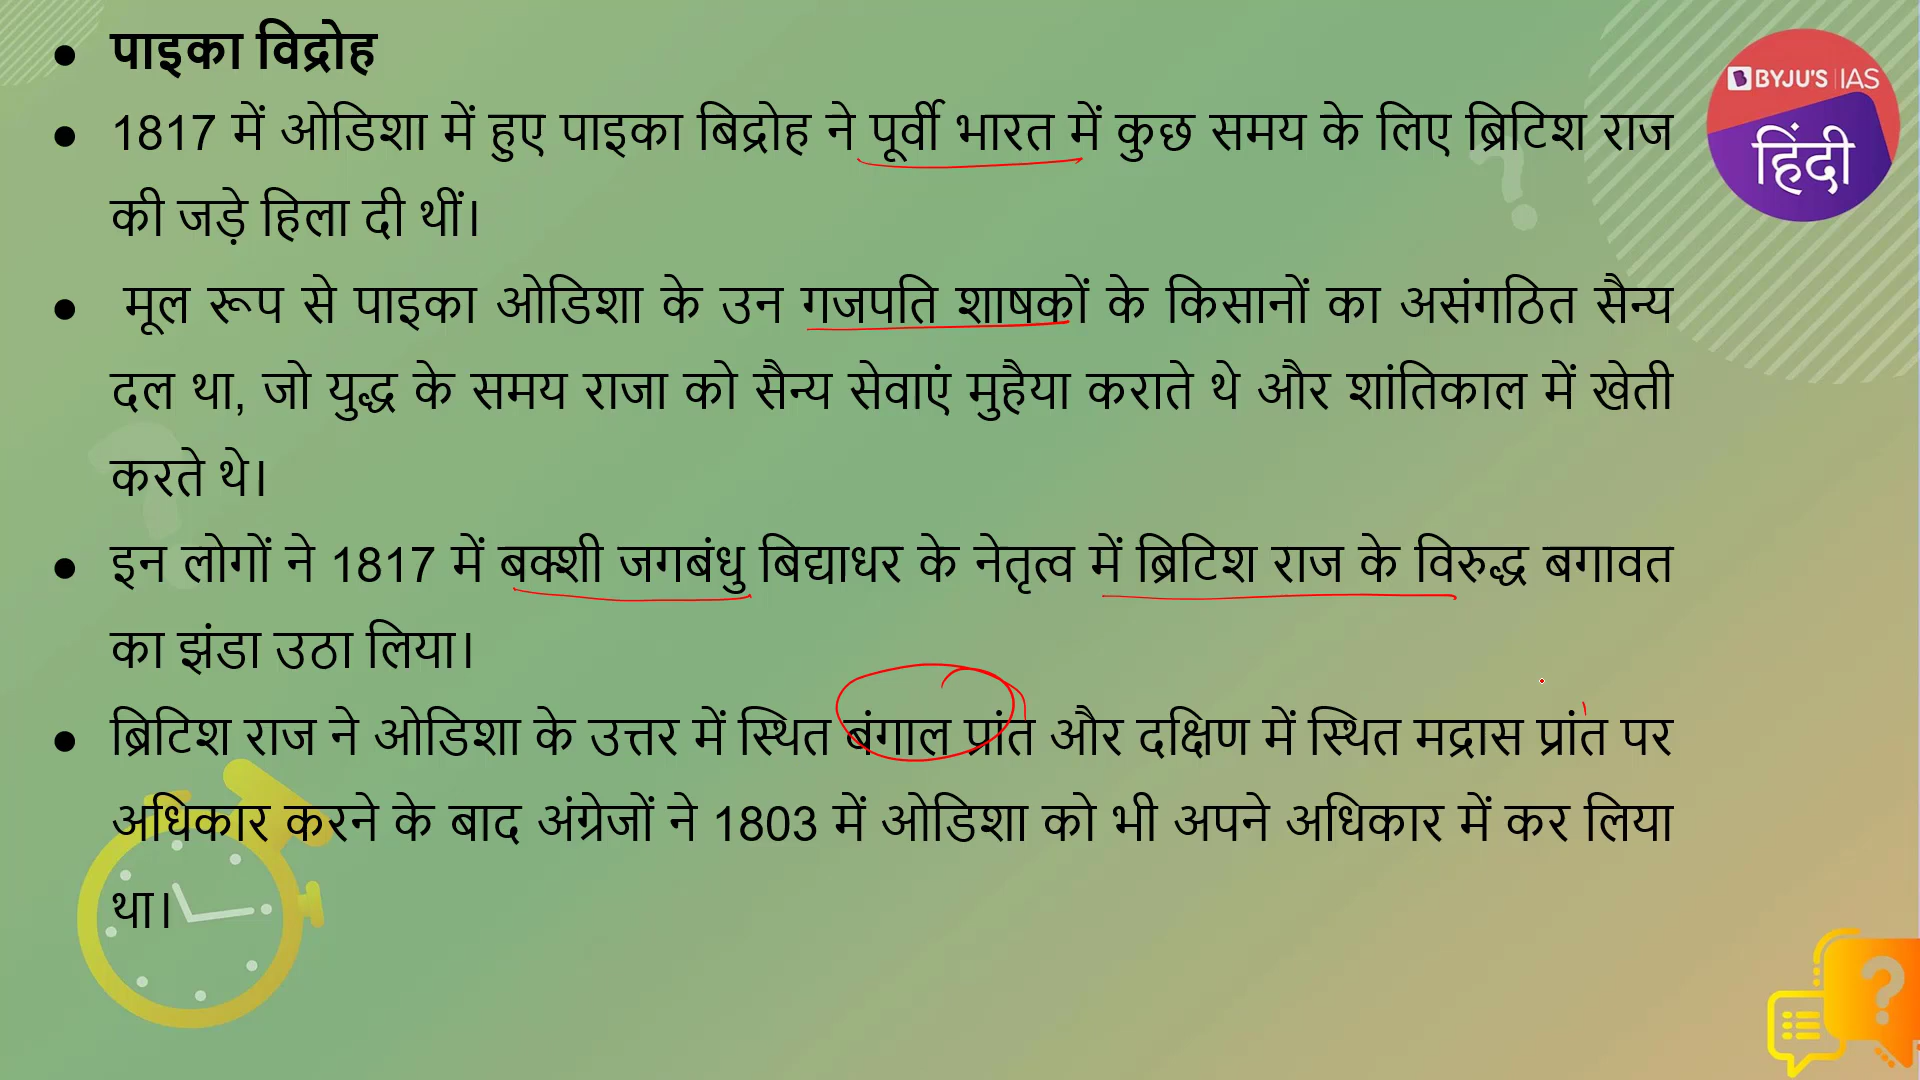 • पाइका विद्रोह
• 1817 में ओडिशा में हुए पाइका बिद्रोह ने पूर्वी भारत में कुछ समय के लिए ब्रिटिश राज
की जड़े हिला दी थीं।
• मूल रूप से पाइका ओडिशा के उन गजपति शाषकों के किसानों का असंगठित सैन्य
दल था, जो युद्ध के समय राजा को सैन्य सेवाएं मुहैया कराते थे और शांतिकाल में खेती
करते थे।
• इन लोगों ने 1817 में बक्शी जगबंधु बिद्याधर के नेतृत्व में ब्रिटिश राज के विरुद्ध बगावत
का झंडा उठा लिया।
• ब्रिटिश राज ने ओडिशा के उत्तर में स्थित बंगाल प्रांत और दक्षिण में स्थित मद्रास प्रांत पर
अधिकार करने के बाद अंग्रेजों ने 1803 में ओडिशा को भी अपने अधिकार में कर लिया
था।
BYJU'S | IAS
हिंदी